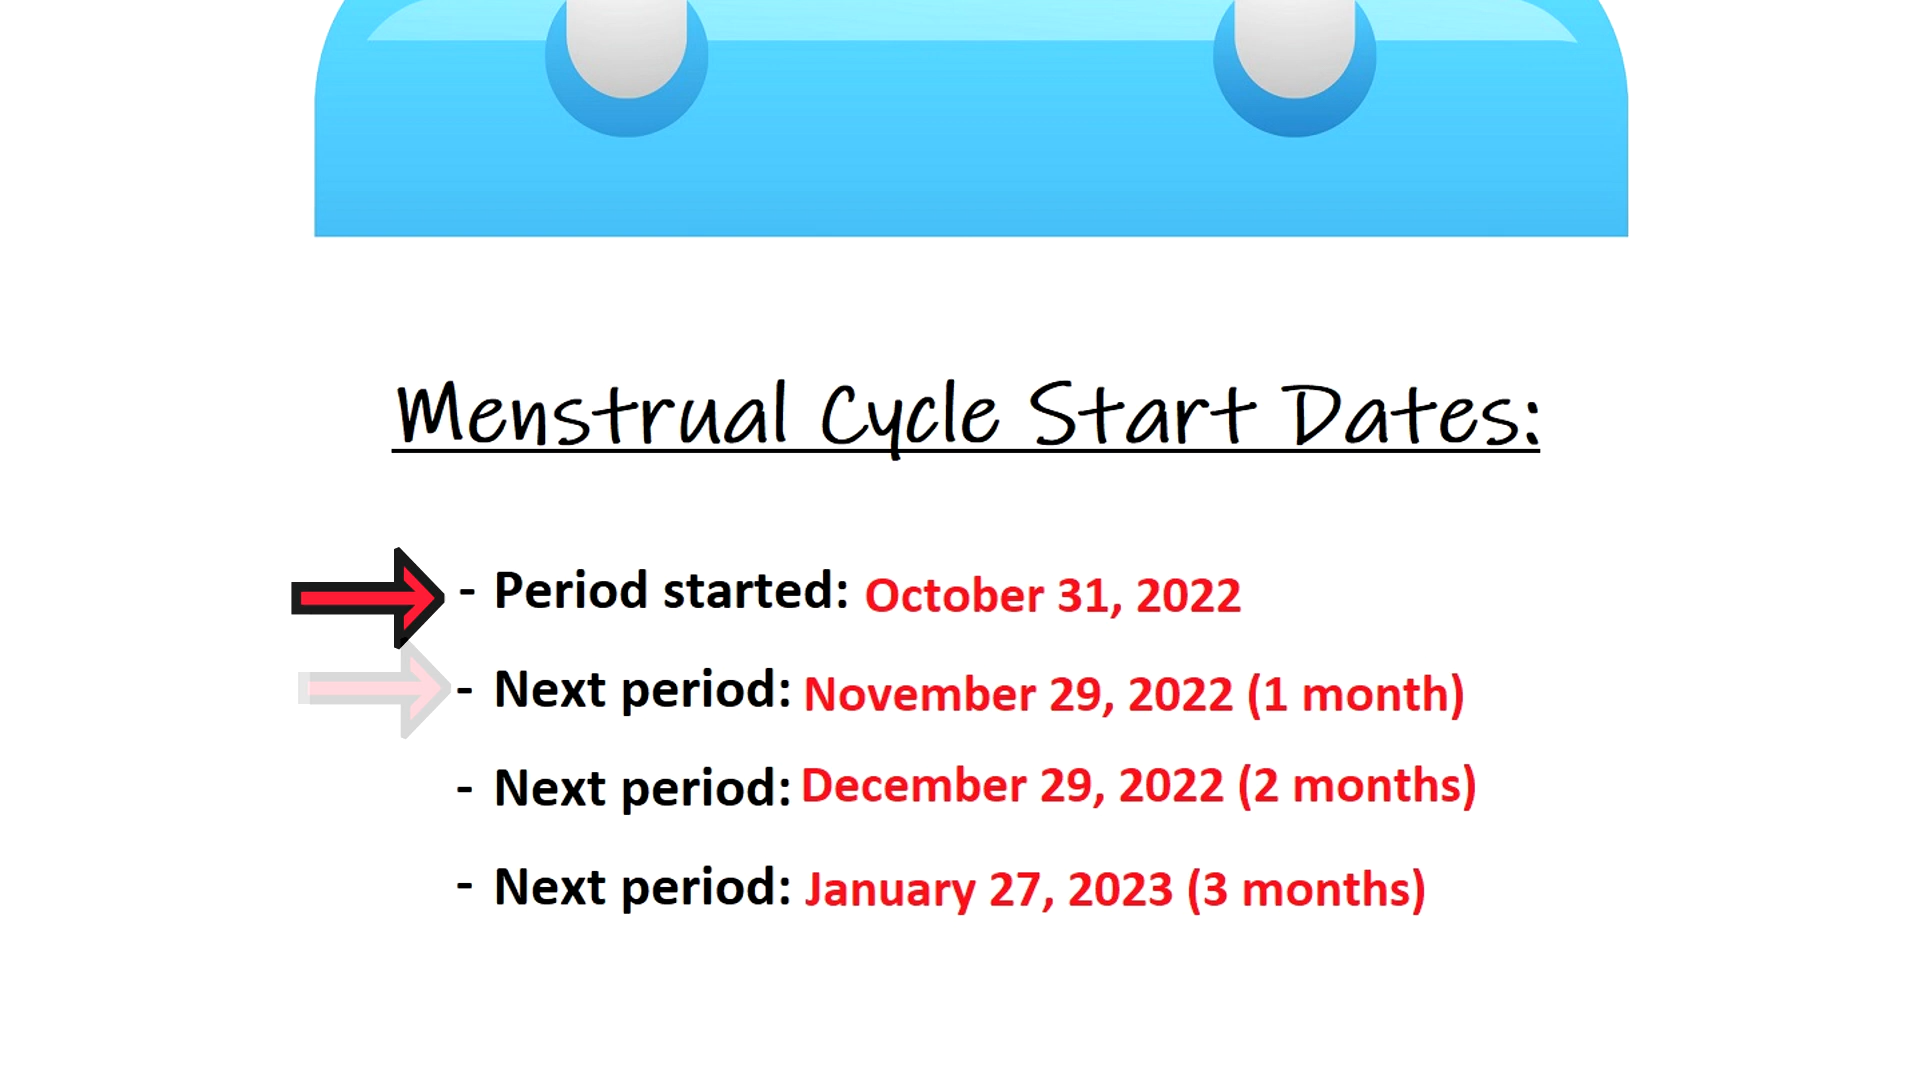 Menstrual Cycle Start Dates:
- Period started: October 31, 2022
- Next period: November 29, 2022 (1 month)
- Next period: December 29, 2022 (2 months)
- Next period: January 27, 2023 (3 months)